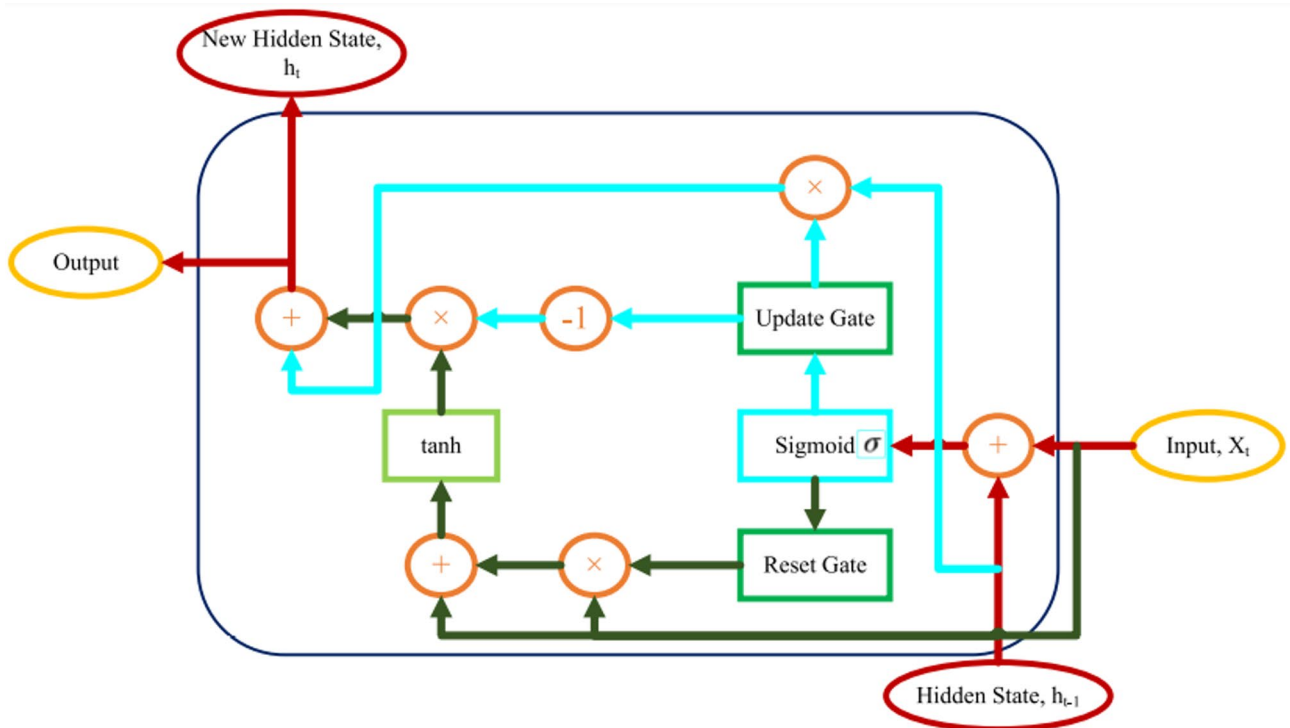 New Hidden State,
hₜ
×
Output
+
×
-1
Update Gate
tanh
Sigmoid σ
+
Input, Xₜ
+
×
Reset Gate
Hidden State, hₜ₋₁